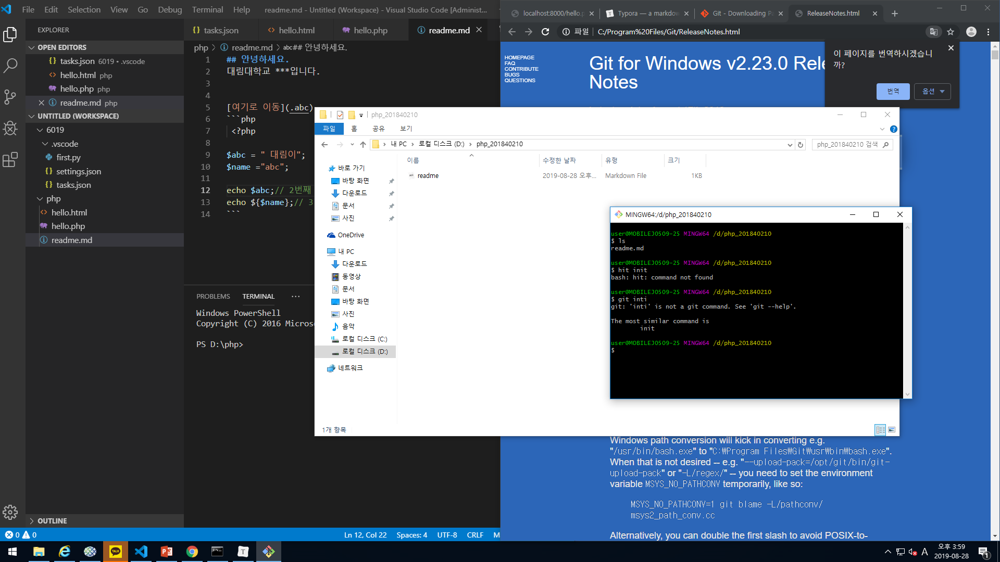 File Edit Selection View Go Debug Terminal Help readme.md - Untitled (Workspace) - Visual Studio Code [Administ...
EXPLORER
OPEN EDITORS
tasks.json 6019 • .vscode
hello.html php
hello.php php
readme.md php
UNTITLED (WORKSPACE)
6019
.vscode
first.py
settings.json
tasks.json
php
hello.html
hello.php
readme.md
OUTLINE
tasks.json hello.html hello.php readme.md
php > readme.md > abc## 안녕하세요.
1 ## 안녕하세요.
2 대림대학교 ***입니다.
3
4
5 [여기로 이동](.abc)
6 ```php
7 <?php
8
9 $abc = " 대림이";
10 $name ="abc";
11
12 echo $abc;// 2번째
13 echo ${$name};// 3
14 ```
PROBLEMS TERMINAL ...
Windows PowerShell
Copyright (C) 2016 Micros
PS D:\php>
0 0 Ln 12, Col 22 Spaces: 4 UTF-8 CRLF M
localhost:8000/hello.p Typora — a markdow Git - Downloading Pa ReleaseNotes.html
파일 C:/Program%20Files/Git/ReleaseNotes.html
HOMEPAGE
FAQ
CONTRIBUTE
BUGS
QUESTIONS
Git for Windows v2.23.0 Rele
Notes
이 페이지를 번역하시겠습니
까?
번역 옵션
php_201840210
파일 홈 공유 보기
내 PC > 로컬 디스크 (D:) > php_201840210 php_201840210 검색
이름 수정한 날짜 유형 크기
readme 2019-08-28 오후... Markdown File 1KB
바로 가기
바탕 화면
다운로드
문서
사진
OneDrive
내 PC
다운로드
동영상
문서
바탕 화면
사진
음악
로컬 디스크 (C:)
로컬 디스크 (D:)
네트워크
1개 항목
MINGW64:/d/php_201840210
user@MOBILEJ0509-25 MINGW64 /d/php_201840210
$ ls
readme.md
user@MOBILEJ0509-25 MINGW64 /d/php_201840210
$ hit init
bash: hit: command not found
user@MOBILEJ0509-25 MINGW64 /d/php_201840210
$ git inti
git: 'inti' is not a git command. See 'git --help'.
The most similar command is
init
user@MOBILEJ0509-25 MINGW64 /d/php_201840210
$
Windows path conversion will kick in converting e.g.
"/usr/bin/bash.exe" to "C:₩Program Files₩Git₩usr₩bin₩bash.exe".
When that is not desired -- e.g. "--upload-pack=/opt/git/bin/git-
upload-pack" or "-L/regex/" -- you need to set the environment
variable MSYS_NO_PATHCONV temporarily, like so:
MSYS_NO_PATHCONV=1 git blame -L/pathconv/
msys2_path_conv.cc
Alternatively, you can double the first slash to avoid POSIX-to-
TALK
A 오후 3:59
2019-08-28
1